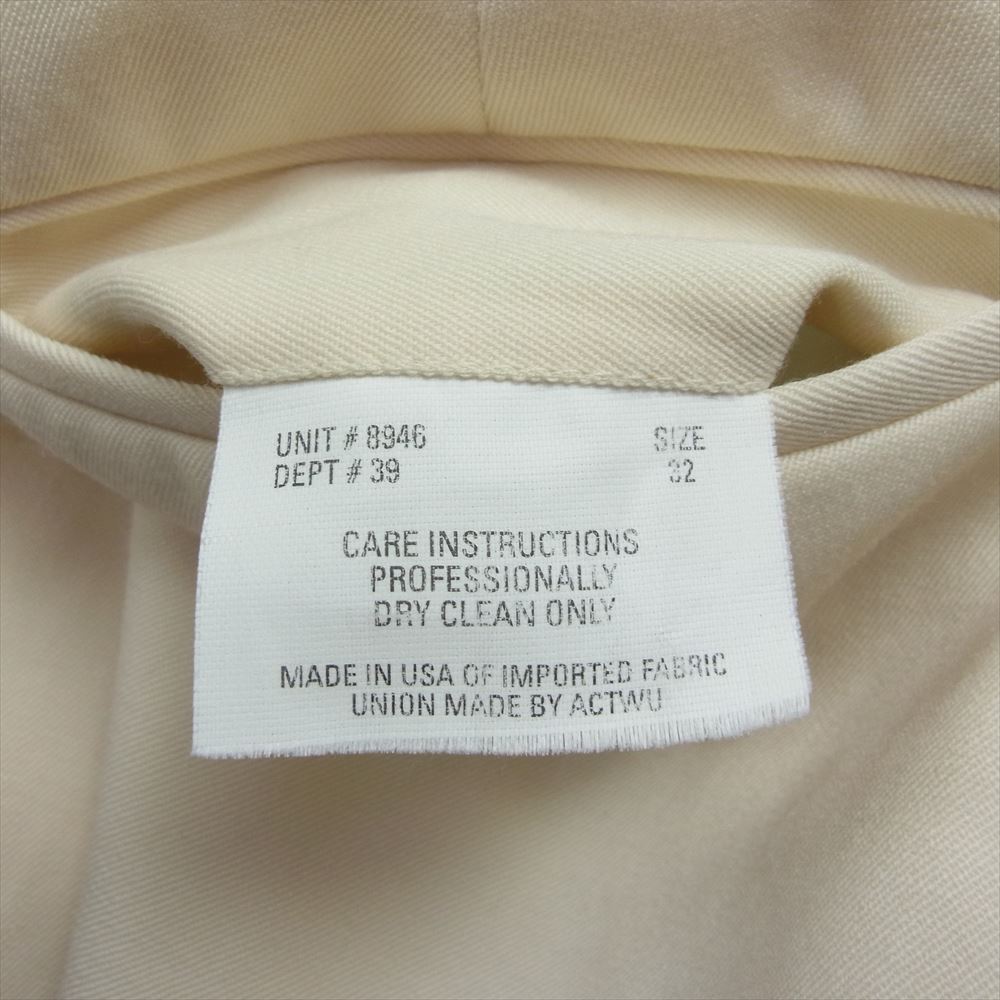 UNIT # 8946 SIZE
DEPT # 39 32
CARE INSTRUCTIONS
PROFESSIONALLY
DRY CLEAN ONLY
MADE IN USA OF IMPORTED FABRIC
UNION MADE BY ACTWU